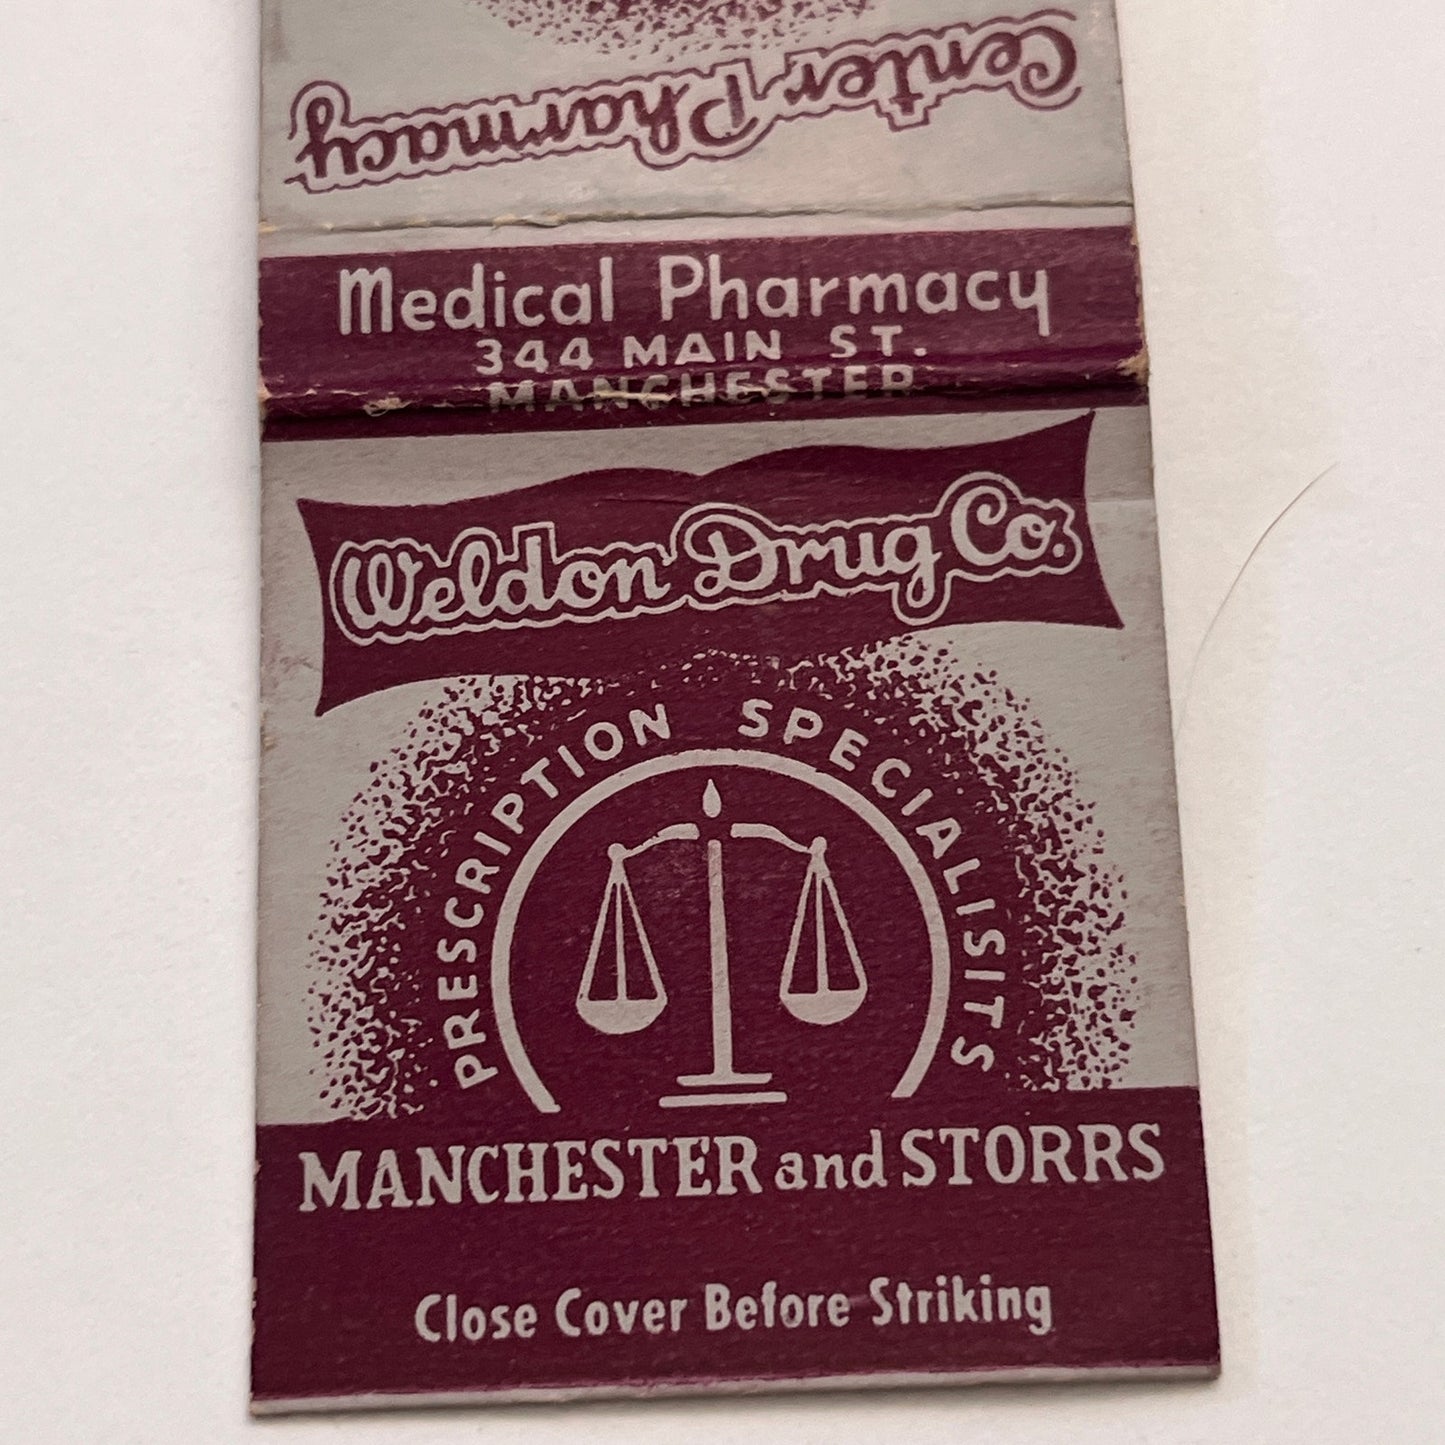 Center Pharmacy
Medical Pharmacy
344 MAIN ST.
MANCHESTER
Weldon Drug Co.
PRESCRIPTION SPECIALISITS
MANCHESTER and STORRS
Close Cover Before Striking